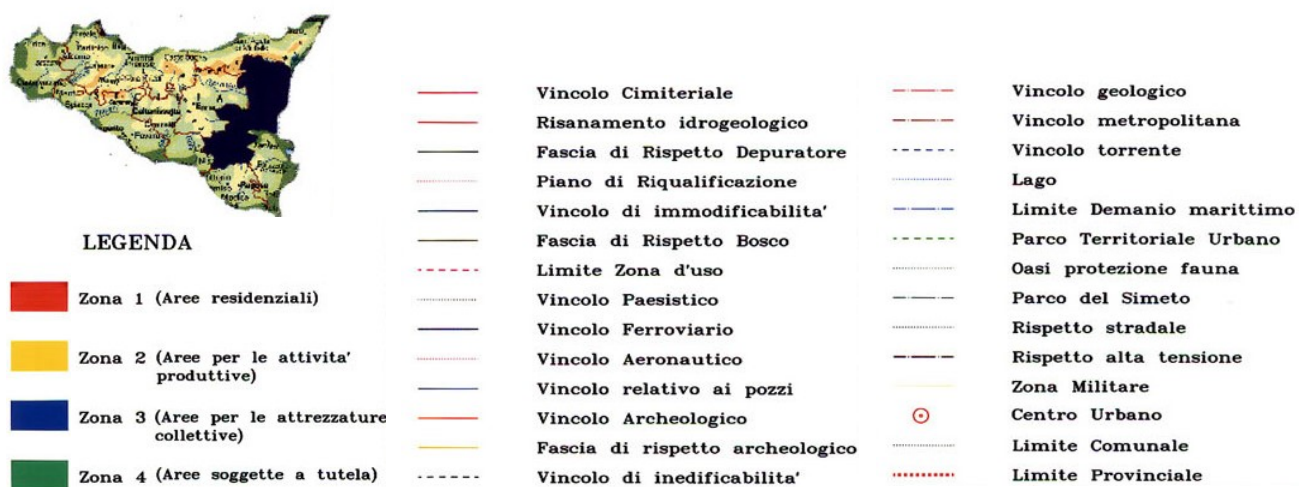 LEGENDA
Zona 1 (Aree residenziali)
Zona 2 (Aree per le attivita'
produttive)
Zona 3 (Aree per le attrezzature
collettive)
Zona 4 (Aree soggette a tutela)
Vincolo Cimiteriale
Risanamento idrogeologico
Fascia di Rispetto Depuratore
Piano di Riqualificazione
Vincolo di immodificabilita'
Fascia di Rispetto Bosco
Limite Zona d'uso
Vincolo Paesistico
Vincolo Ferroviario
Vincolo Aeronautico
Vincolo relativo ai pozzi
Vincolo Archeologico
Fascia di rispetto archeologico
Vincolo di inedificabilita'
Vincolo geologico
Vincolo metropolitana
Vincolo torrente
Lago
Limite Demanio marittimo
Parco Territoriale Urbano
Oasi protezione fauna
Parco del Simeto
Rispetto stradale
Rispetto alta tensione
Zona Militare
Centro Urbano
Limite Comunale
Limite Provinciale